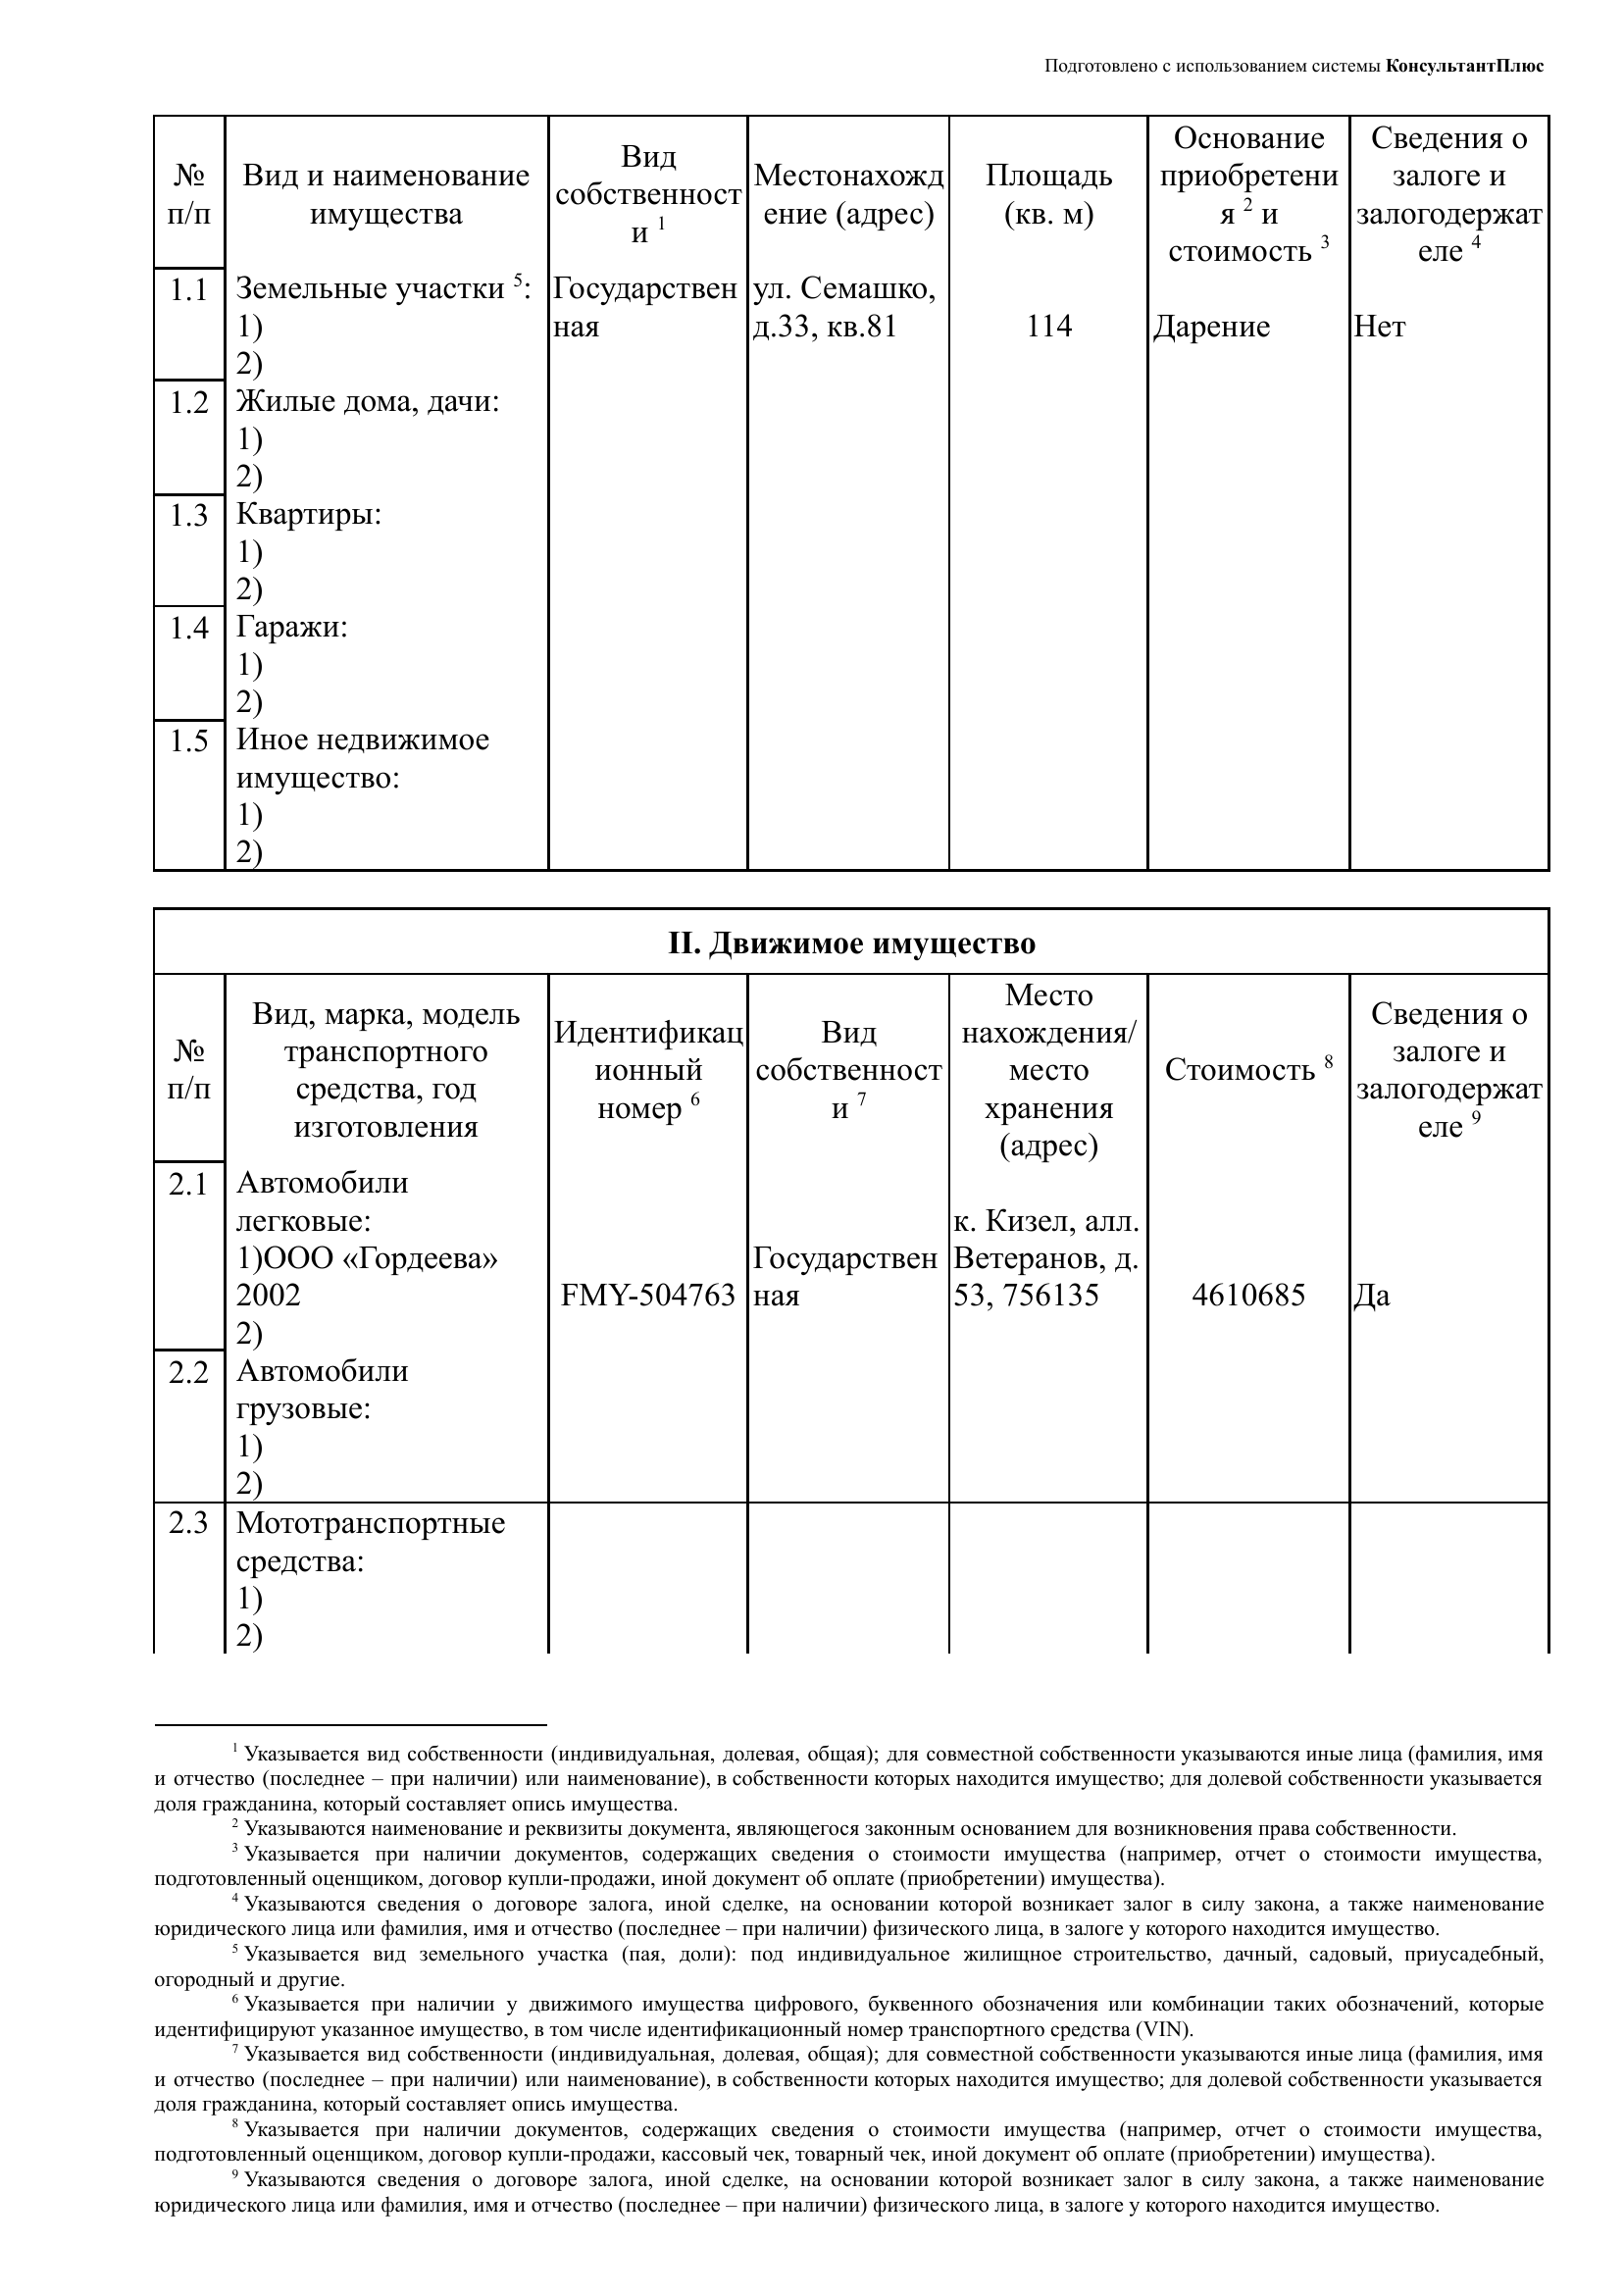 Подготовлено с использованием системы КонсультантПлюс
№
п/п
Вид и наименование
имущества
Вид
собственност
и 1
Местонахожд
ение (адрес)
Площадь
(кв. м)
Основание
приобретени
я 2 и
стоимость 3
Сведения о
залоге и
залогодержат
еле 4
1.1
Земельные участки 5:
1)
2)
Государствен
ная
ул. Семашко,
д.33, кв.81
114
Дарение
Нет
1.2
Жилые дома, дачи:
1)
2)
1.3
Квартиры:
1)
2)
1.4
Гаражи:
1)
2)
1.5
Иное недвижимое
имущество:
1)
2)
II. Движимое имущество
№
п/п
Вид, марка, модель
транспортного
средства, год
изготовления
Идентификац
ионный
номер 6
Вид
собственност
и 7
Место
нахождения/
место
хранения
(адрес)
Стоимость 8
Сведения о
залоге и
залогодержат
еле 9
2.1
Автомобили
легковые:
1)ООО «Гордеева»
2002
2)
FMY-504763
Государствен
ная
к. Кизел, алл.
Ветеранов, д.
53, 756135
4610685
Да
2.2
Автомобили
грузовые:
1)
2)
2.3
Мототранспортные
средства:
1)
2)
1 Указывается вид собственности (индивидуальная, долевая, общая); для совместной собственности указываются иные лица (фамилия, имя
и отчество (последнее – при наличии) или наименование), в собственности которых находится имущество; для долевой собственности указывается
доля гражданина, который составляет опись имущества.
2 Указываются наименование и реквизиты документа, являющегося законным основанием для возникновения права собственности.
3 Указывается при наличии документов, содержащих сведения о стоимости имущества (например, отчет о стоимости имущества,
подготовленный оценщиком, договор купли-продажи, иной документ об оплате (приобретении) имущества).
4 Указываются сведения о договоре залога, иной сделке, на основании которой возникает залог в силу закона, а также наименование
юридического лица или фамилия, имя и отчество (последнее – при наличии) физического лица, в залоге у которого находится имущество.
5 Указывается вид земельного участка (пая, доли): под индивидуальное жилищное строительство, дачный, садовый, приусадебный,
огородный и другие.
6 Указывается при наличии у движимого имущества цифрового, буквенного обозначения или комбинации таких обозначений, которые
идентифицируют указанное имущество, в том числе идентификационный номер транспортного средства (VIN).
7 Указывается вид собственности (индивидуальная, долевая, общая); для совместной собственности указываются иные лица (фамилия, имя
и отчество (последнее – при наличии) или наименование), в собственности которых находится имущество; для долевой собственности указывается
доля гражданина, который составляет опись имущества.
8 Указывается при наличии документов, содержащих сведения о стоимости имущества (например, отчет о стоимости имущества,
подготовленный оценщиком, договор купли-продажи, кассовый чек, товарный чек, иной документ об оплате (приобретении) имущества).
9 Указываются сведения о договоре залога, иной сделке, на основании которой возникает залог в силу закона, а также наименование
юридического лица или фамилия, имя и отчество (последнее – при наличии) физического лица, в залоге у которого находится имущество.